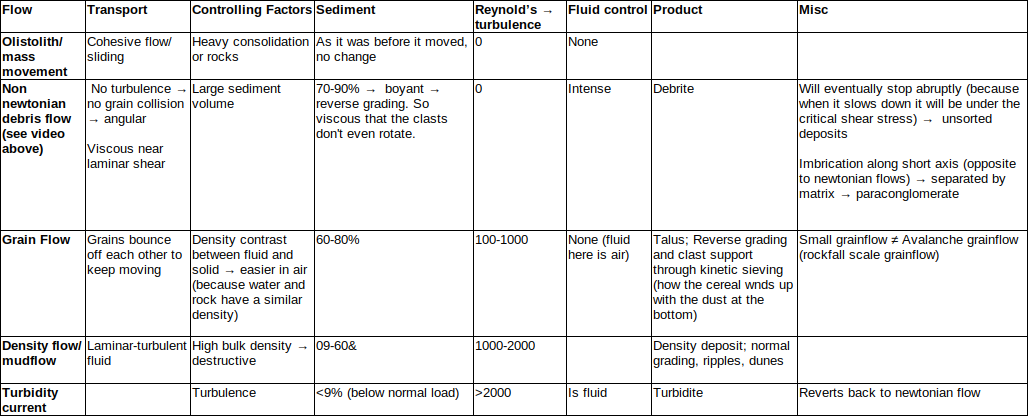 Flow
Transport
Controlling Factors
Sediment
Reynold's →
turbulence
Fluid control
Product
Misc
Olistolith/
mass
movement
Cohesive flow/
sliding
Heavy consolidation
or rocks
As it was before it moved,
no change
0
None
Non
newtonian
debris flow
(see video
above)
No turbulence →
no grain collision
→ angular
Viscous near
laminar shear
Large sediment
volume
70-90% → boyant →
reverse grading. So
viscous that the clasts
don't even rotate.
0
Intense
Debrite
Will eventually stop abruptly (because
when it slows down it will be under the
critical shear stress) → unsorted
deposits
Imbrication along short axis (opposite
to newtonian flows) → separated by
matrix → paraconglomerate
Grain Flow
Grains bounce
off each other to
keep moving
Density contrast
between fluid and
solid → easier in air
(because water and
rock have a similar
density)
60-80%
100-1000
None (fluid
here is air)
Talus; Reverse grading
and clast support
through kinetic sieving
(how the cereal wnds up
with the dust at the
bottom)
Small grainflow ≠ Avalanche grainflow
(rockfall scale grainflow)
Density flow/
mudflow
Laminar-turbulent
fluid
High bulk density →
destructive
09-60&
1000-2000
Density deposit; normal
grading, ripples, dunes
Turbidity
current
Turbulence
<9% (below normal load)
>2000
Is fluid
Turbidite
Reverts back to newtonian flow